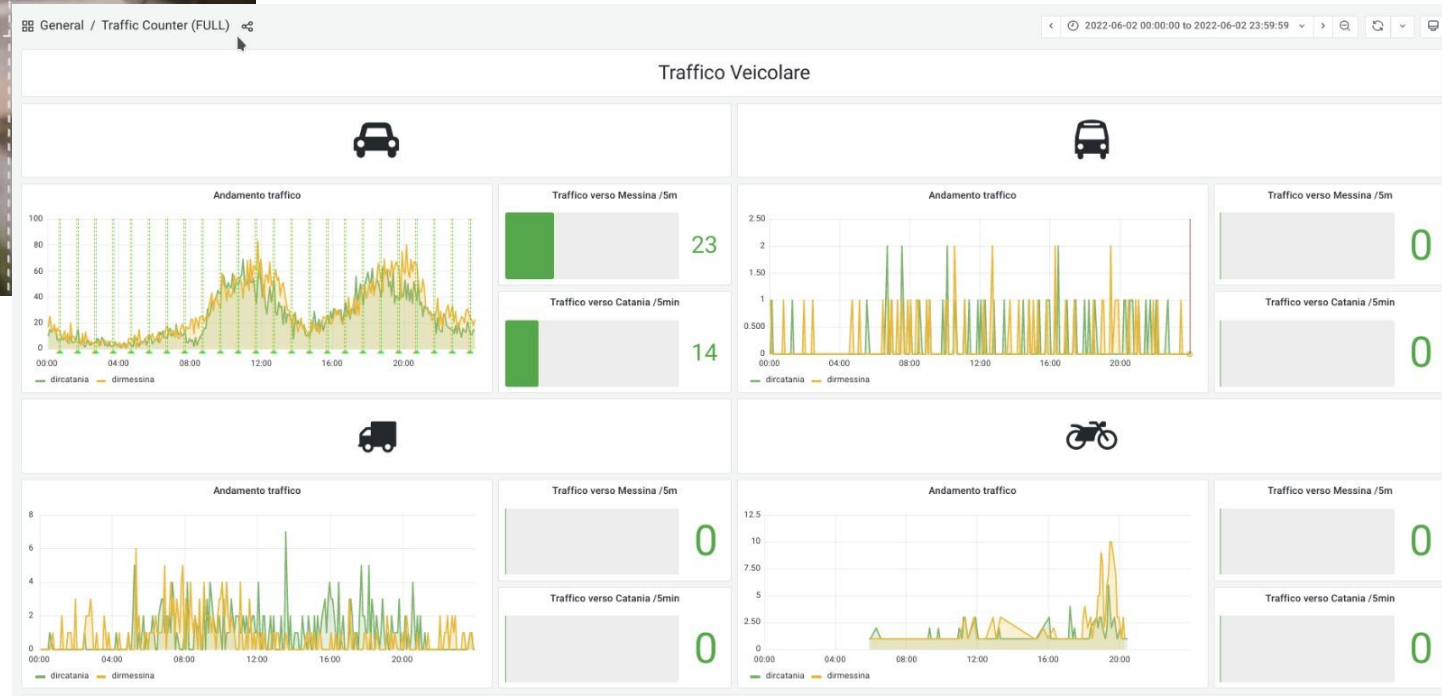 General / Traffic Counter (FULL)
2022-06-02 00:00:00 to 2022-06-02 23:59:59
Traffico Veicolare
Andamento traffico
100
80
60
40
20
0
00:00 04:00 08:00 12:00 16:00 20:00
dircatania dirmessina
Traffico verso Messina /5m
23
Traffico verso Catania /5min
14
Andamento traffico
2.50
2
1.50
1
0.500
0
00:00 04:00 08:00 12:00 16:00 20:00
dircatania dirmessina
Traffico verso Messina /5m
0
Traffico verso Catania /5min
0
Andamento traffico
8
6
4
2
0
00:00 04:00 08:00 12:00 16:00 20:00
dircatania dirmessina
Traffico verso Messina /5m
0
Traffico verso Catania /5min
0
Andamento traffico
12.5
10
7.50
5
2.50
0
00:00 04:00 08:00 12:00 16:00 20:00
dircatania dirmessina
Traffico verso Messina /5m
0
Traffico verso Catania /5min
0